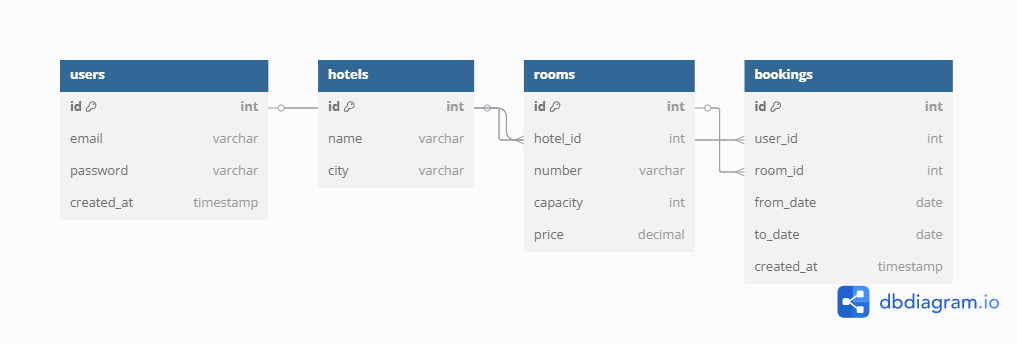 users
id int
email varchar
password varchar
created_at timestamp
hotels
id int
name varchar
city varchar
rooms
id int
hotel_id int
number varchar
capacity int
price decimal
bookings
id int
user_id int
room_id int
from_date date
to_date date
created_at timestamp
dbdiagram.io